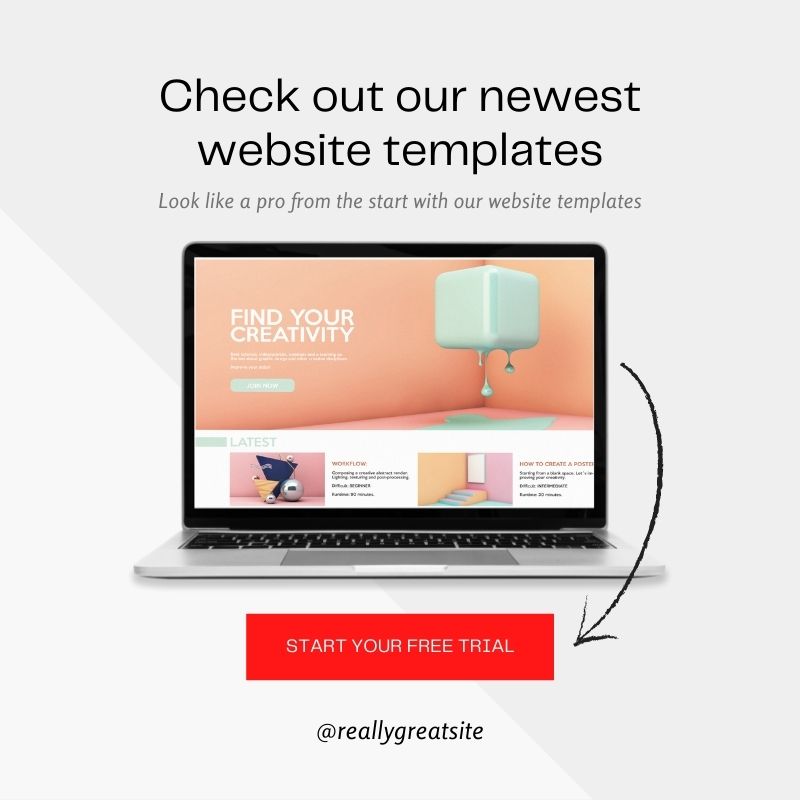 Check out our newest
website templates
Look like a pro from the start with our website templates
FIND YOUR
CREATIVITY
JOIN NOW
LATEST
WORKFLOW:
Composing a creative abstract render.
Lighting, texturing and post-processing.
Difficult: BEGINNER
Runtime: 90 minutes.
HOW TO CREATE A POSTER
Starting from a blank space. Let's
proving your creativity.
Difficult: INTERMEDIATE
Runtime: 20 minutes.
START YOUR FREE TRIAL
@reallygreatsite